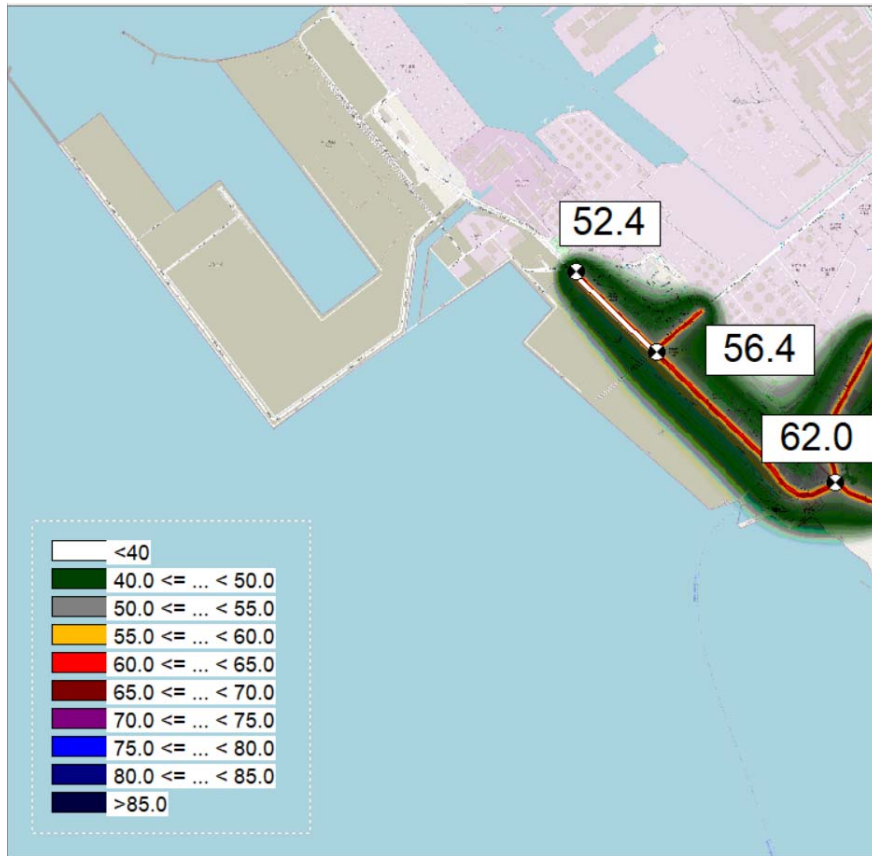 52.4
56.4
62.0
<40
40.0 <= ... < 50.0
50.0 <= ... < 55.0
55.0 <= ... < 60.0
60.0 <= ... < 65.0
65.0 <= ... < 70.0
70.0 <= ... < 75.0
75.0 <= ... < 80.0
80.0 <= ... < 85.0
>85.0